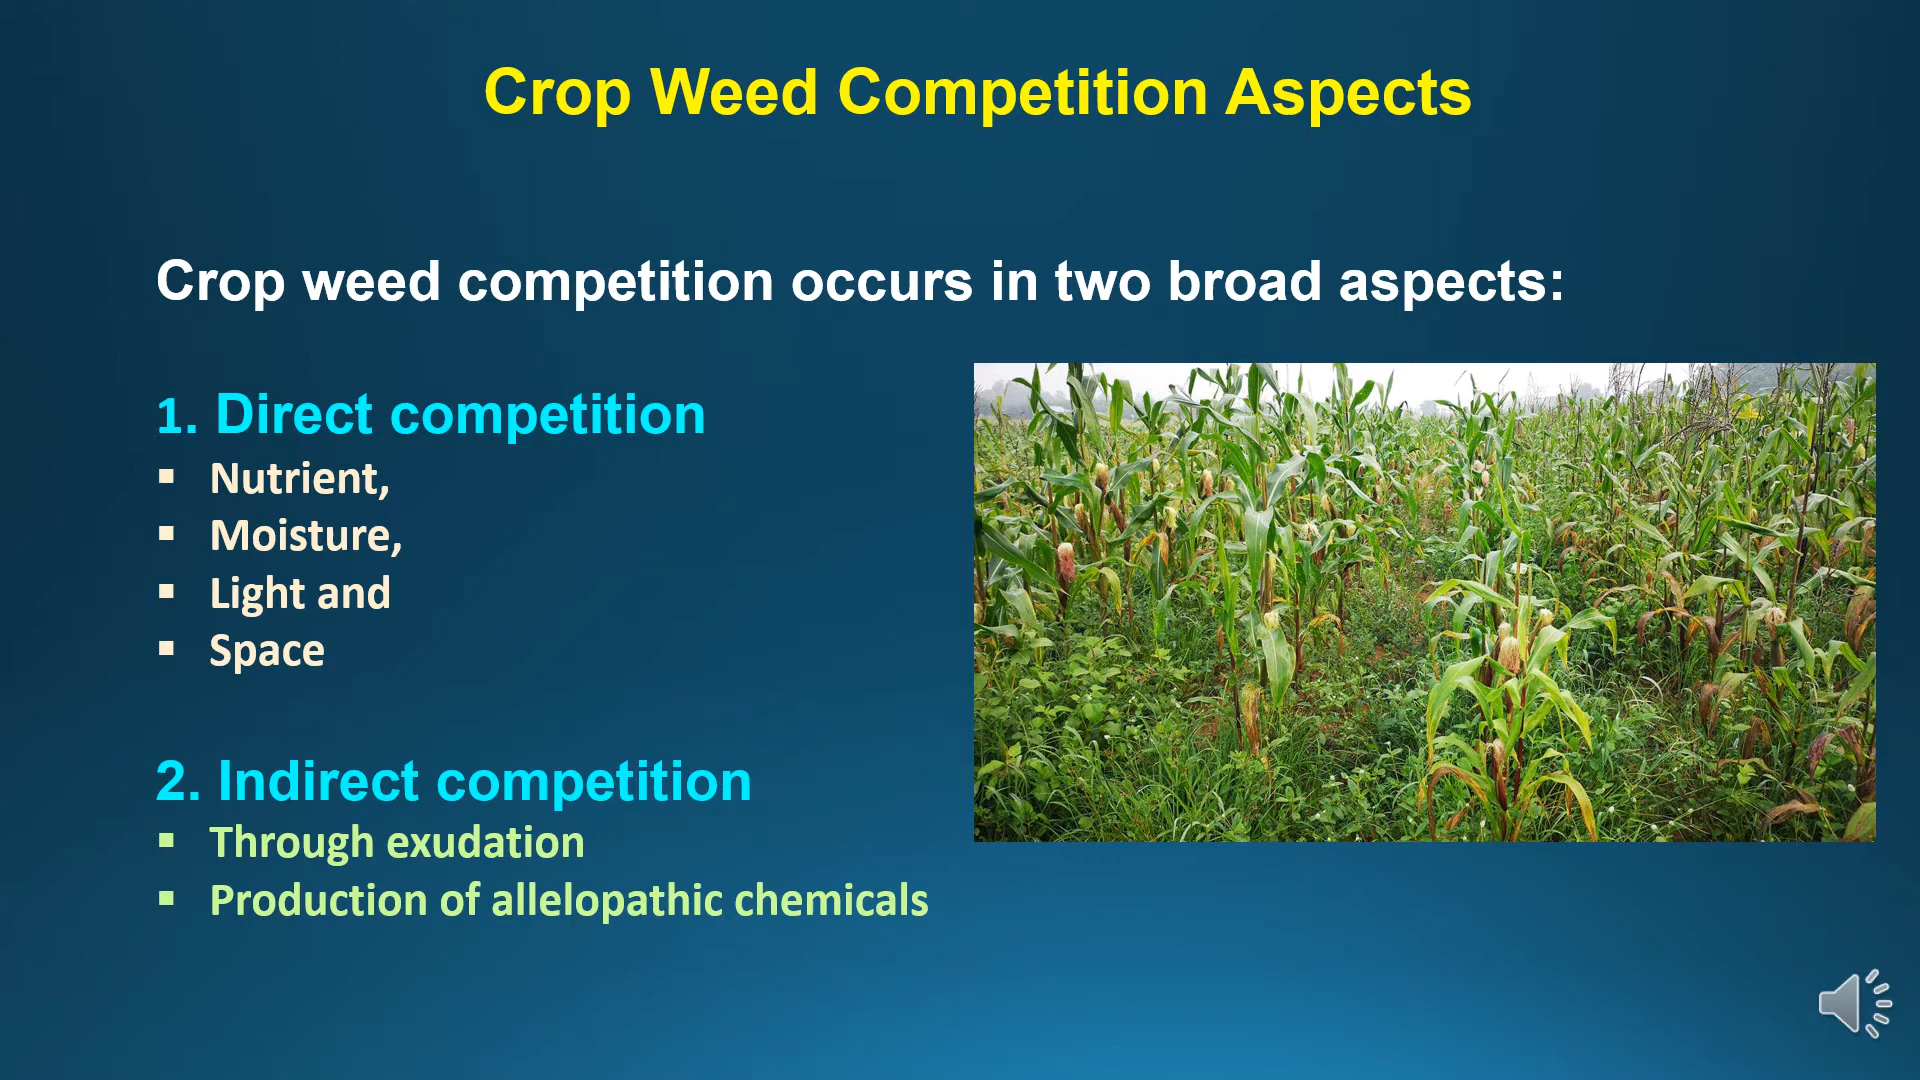 Crop Weed Competition Aspects
Crop weed competition occurs in two broad aspects:
1. Direct competition
▪ Nutrient,
▪ Moisture,
▪ Light and
▪ Space
2. Indirect competition
▪ Through exudation
▪ Production of allelopathic chemicals